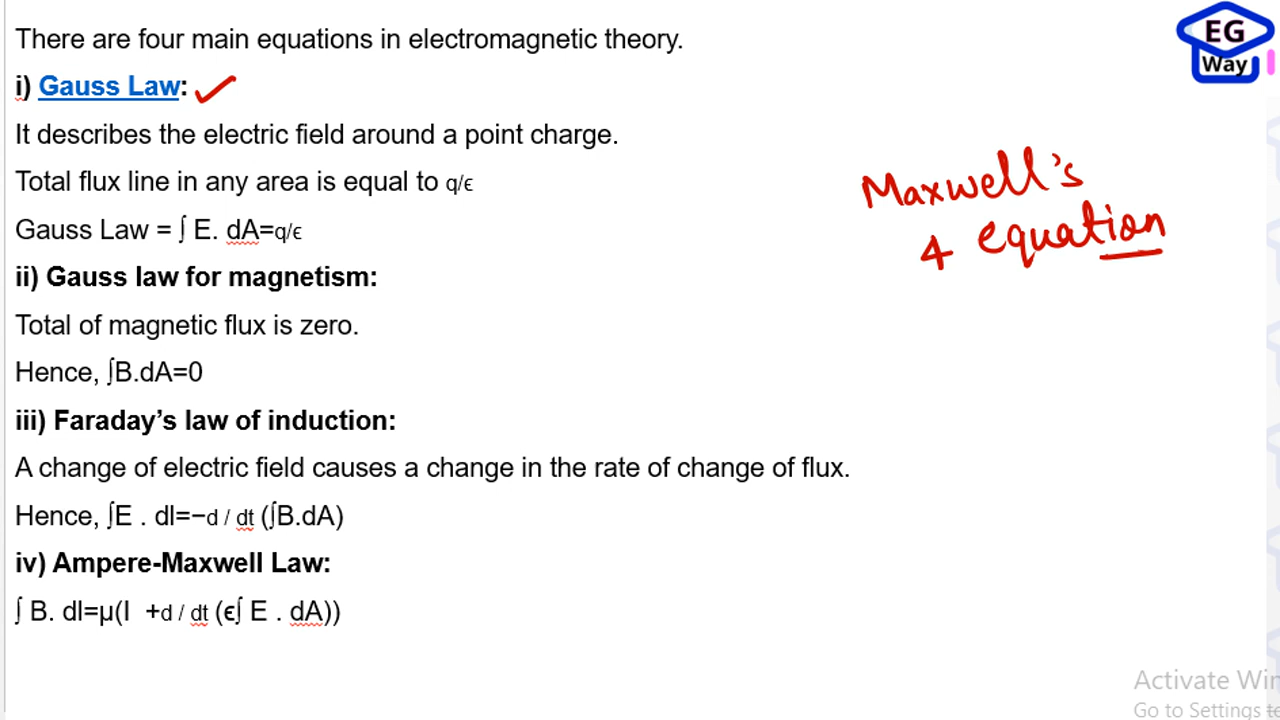 There are four main equations in electromagnetic theory.
i) Gauss Law:
It describes the electric field around a point charge.
Total flux line in any area is equal to q/ϵ
Gauss Law = ∫ E. dA=q/ϵ
ii) Gauss law for magnetism:
Total of magnetic flux is zero.
Hence, ∫B.dA=0
iii) Faraday’s law of induction:
A change of electric field causes a change in the rate of change of flux.
Hence, ∫E . dl=−d / dt (∫B.dA)
iv) Ampere-Maxwell Law:
∫ B. dl=μ(I +d / dt (ϵ∫ E . dA))
Maxwell's
4 equation
EG
Way
Activate Win
Go to Settings t